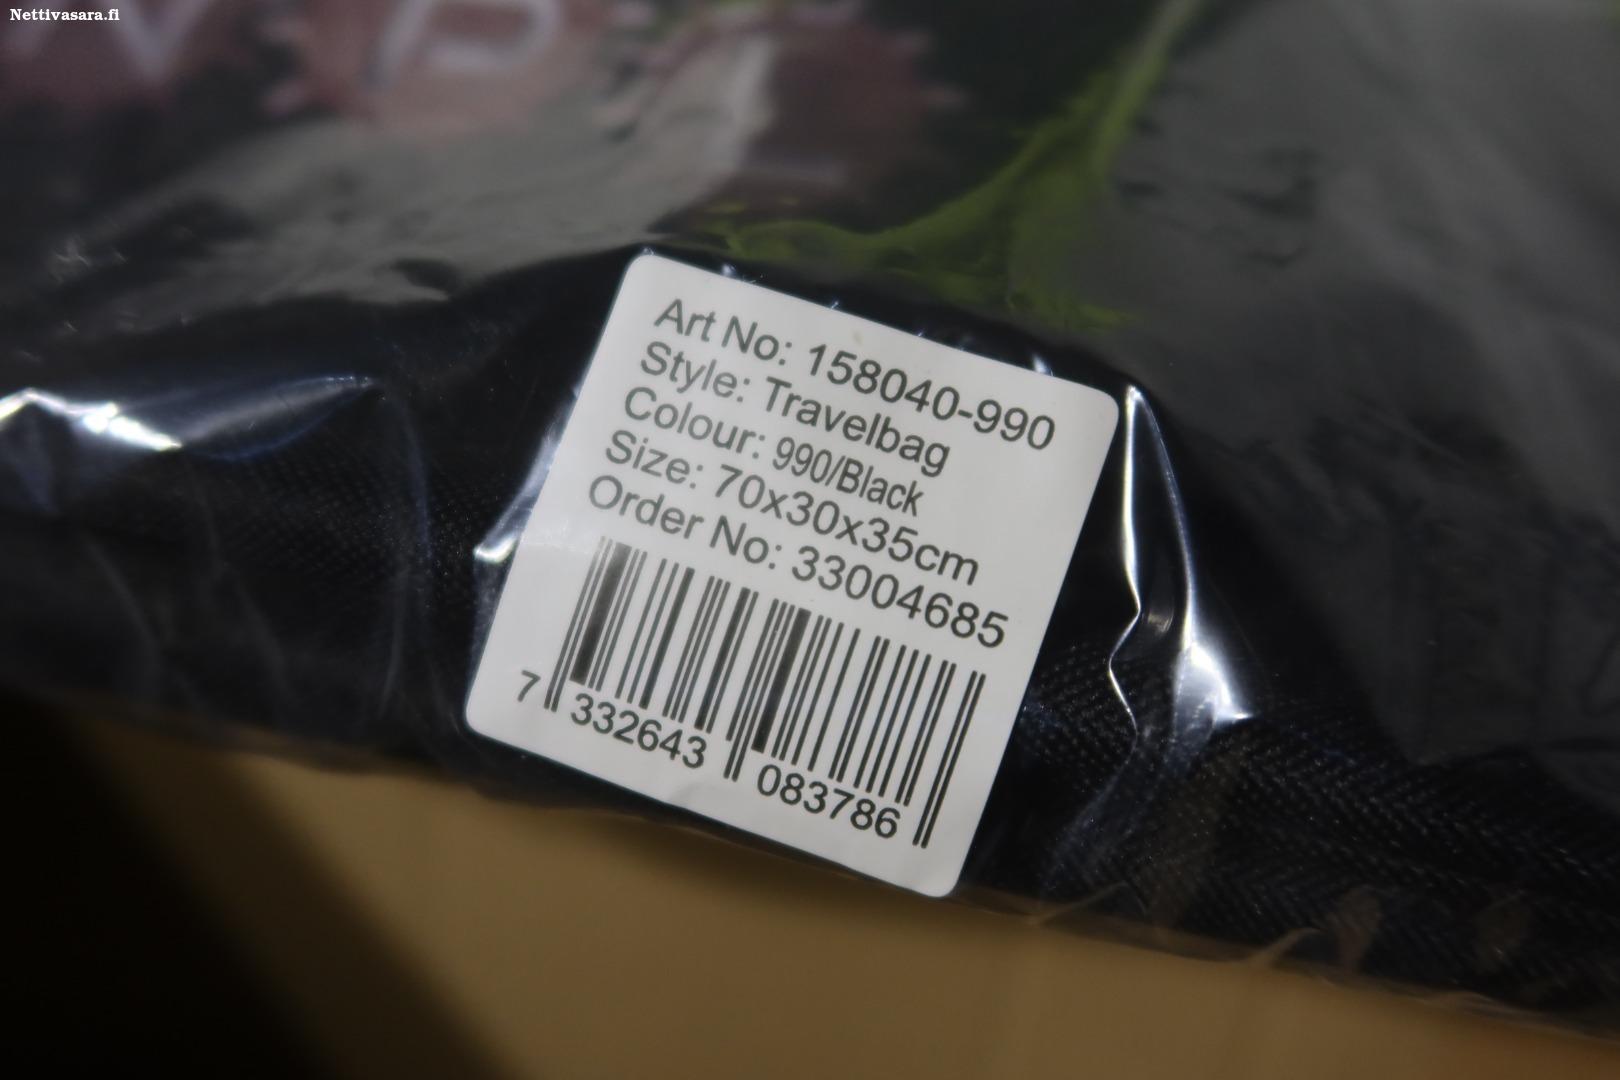 Nettivasara.fi
WP
Art No: 158040-990
Style: Travelbag
Colour: 990/Black
Size: 70x30x35cm
Order No: 33004685
7 332643 083786